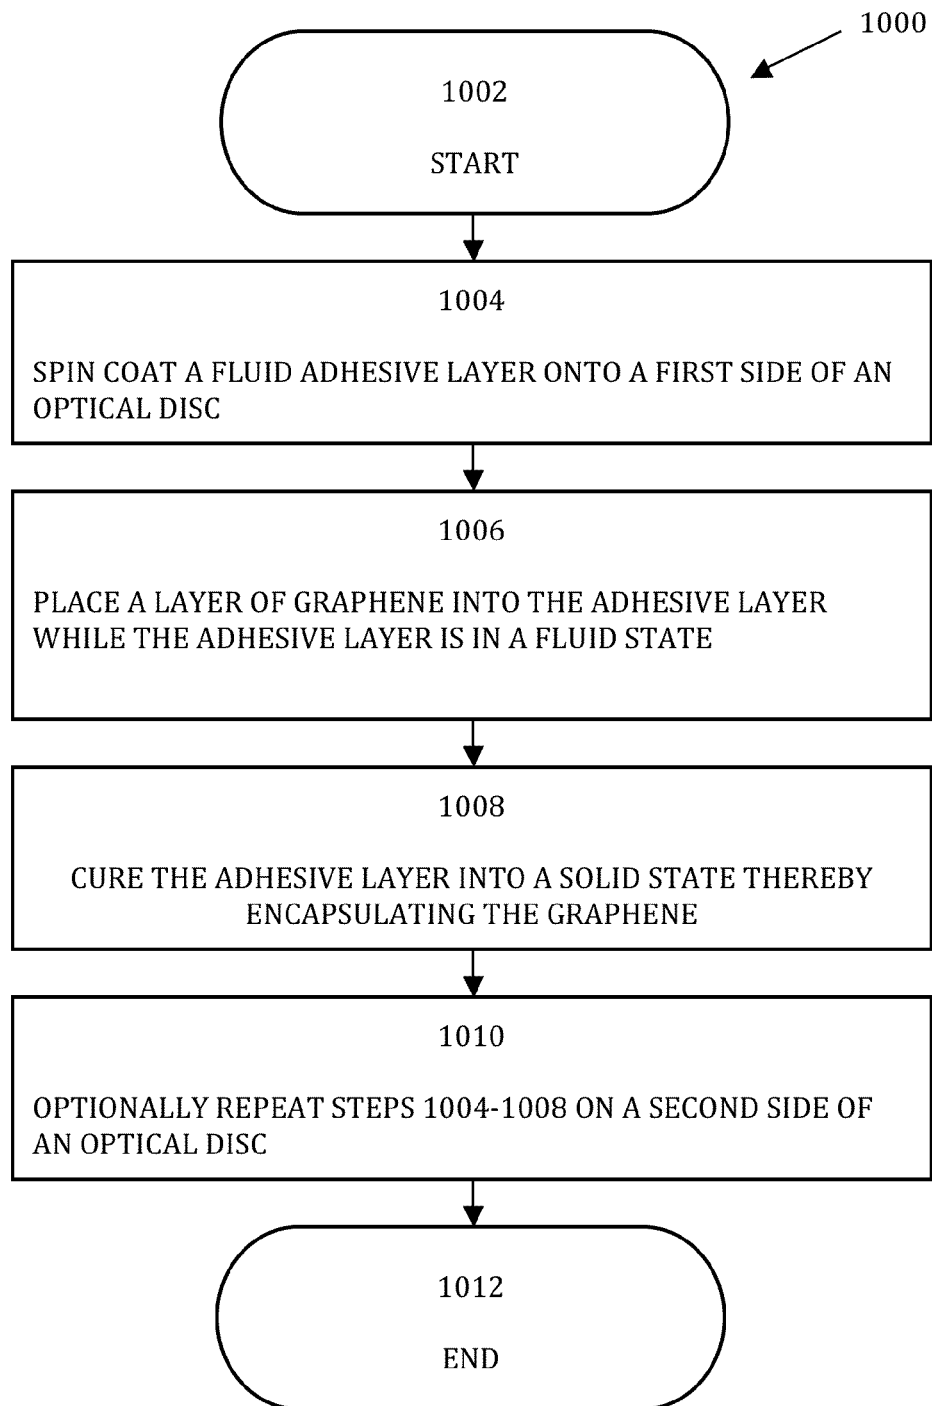 1000
1002
START
1004
SPIN COAT A FLUID ADHESIVE LAYER ONTO A FIRST SIDE OF AN
OPTICAL DISC
1006
PLACE A LAYER OF GRAPHENE INTO THE ADHESIVE LAYER
WHILE THE ADHESIVE LAYER IS IN A FLUID STATE
1008
CURE THE ADHESIVE LAYER INTO A SOLID STATE THEREBY
ENCAPSULATING THE GRAPHENE
1010
OPTIONALLY REPEAT STEPS 1004-1008 ON A SECOND SIDE OF
AN OPTICAL DISC
1012
END